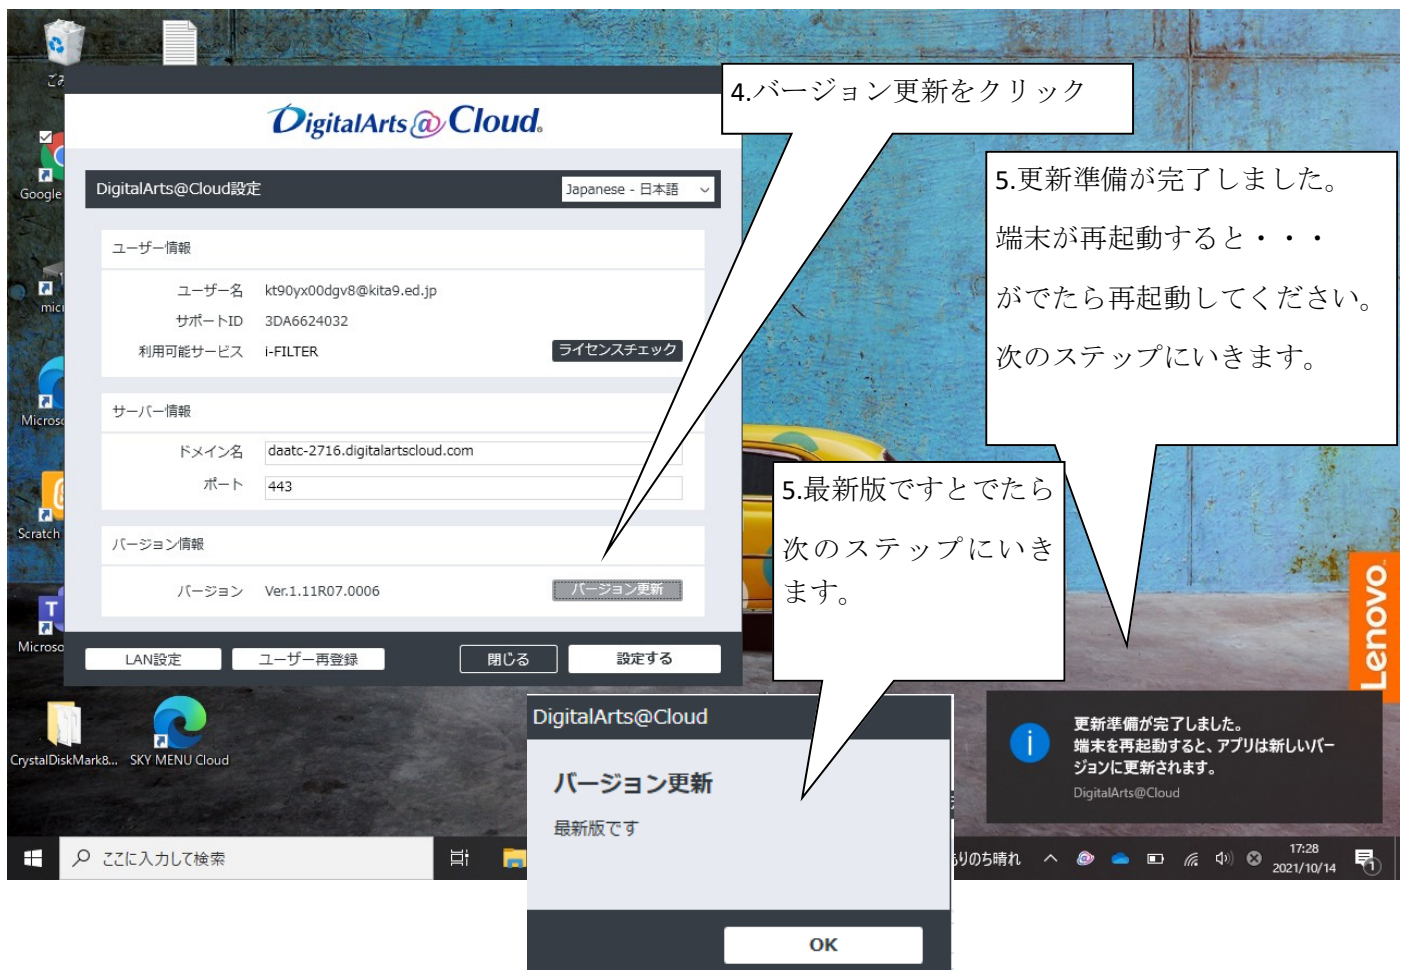 ごみ
4.バージョン更新をクリック
DigitalArts@Cloud.
5.更新準備が完了しました。
端末が再起動すると・・・
がでたら再起動してください。
次のステップにいきます。
Google
DigitalArts@Cloud設定
Japanese - 日本語
ユーザー情報
ユーザー名 kt90yx00dgv8@kita9.ed.jp
サポートID 3DA6624032
利用可能サービス i-FILTER
ライセンスチェック
micr
Microso
サーバー情報
ドメイン名 daatc-2716.digitalartscloud.com
ポート 443
5.最新版ですとでたら
次のステップにいき
ます。
Scratch
バージョン情報
バージョン Ver.1.11R07.0006
バージョン更新
Lenovo.
Microso
LAN設定
ユーザー再登録
閉じる
設定する
CrystalDiskMark8...
SKY MENU Cloud
DigitalArts@Cloud
バージョン更新
最新版です
OK
更新準備が完了しました。
端末を再起動すると、アプリは新しいバー
ジョンに更新されます。
DigitalArts@Cloud
ここに入力して検索
りのち晴れ
17:28
2021/10/14
1